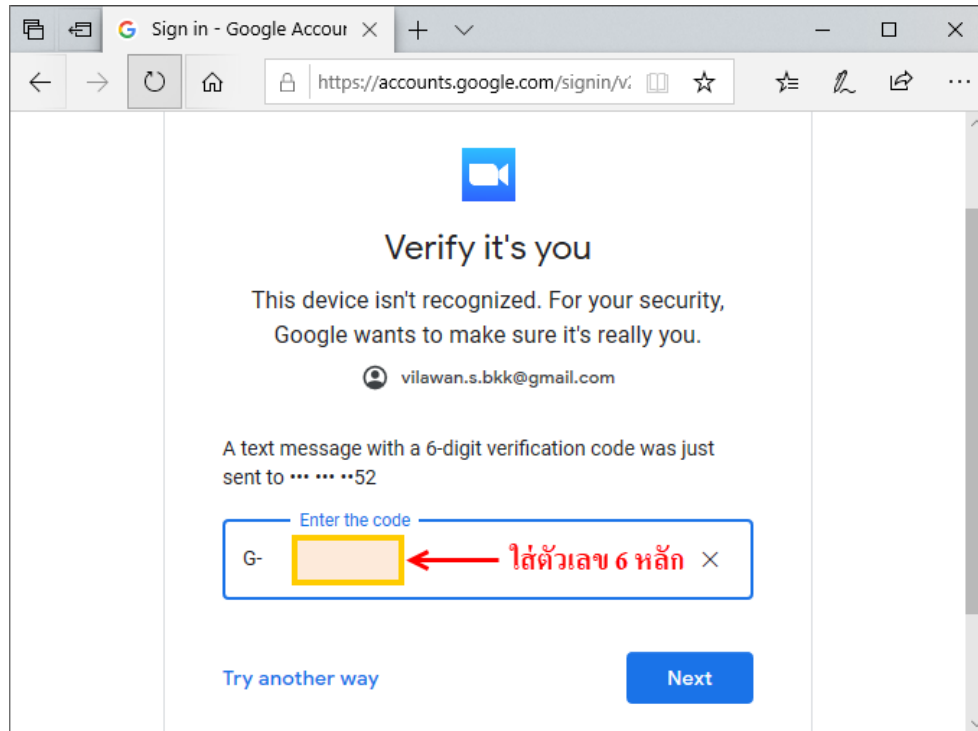 Sign in - Google Accour
https://accounts.google.com/signin/v
Verify it's you
This device isn't recognized. For your security,
Google wants to make sure it's really you.
vilawan.s.bkk@gmail.com
A text message with a 6-digit verification code was just
sent to ••• ••• ••52
Enter the code
G- ใส่ตัวเลข 6 หลัก
Try another way Next